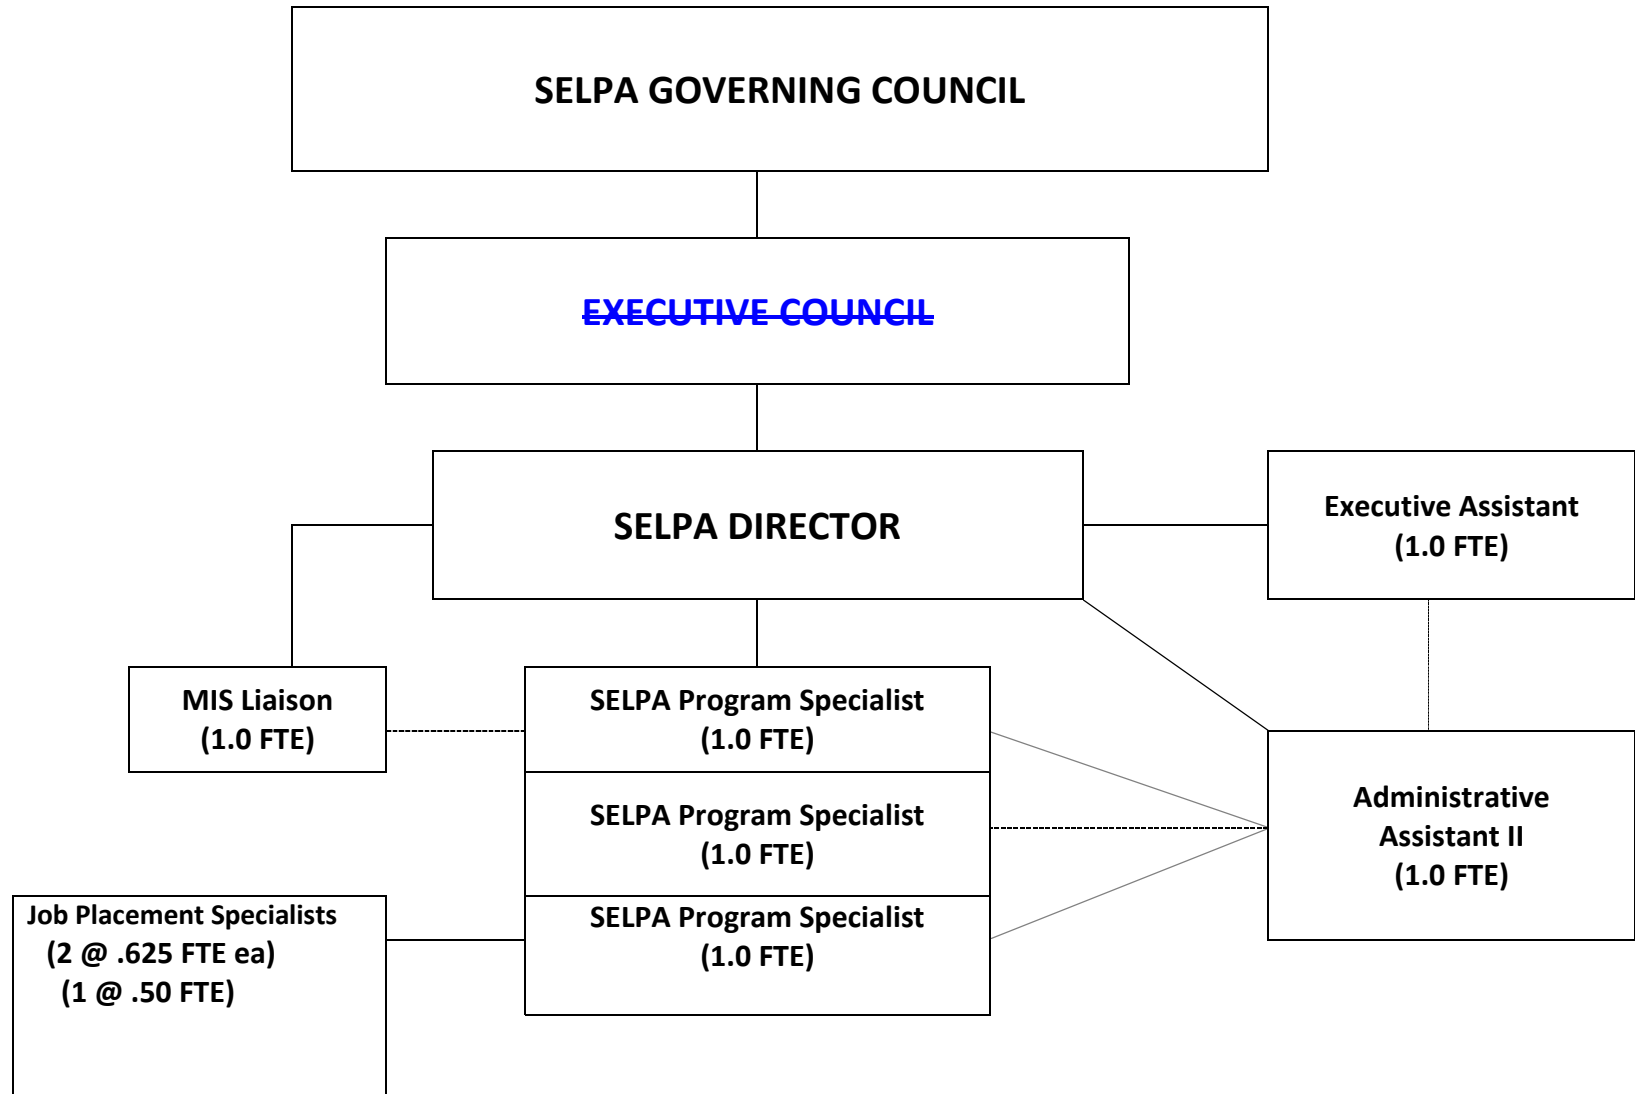 SELPA GOVERNING COUNCIL
EXECUTIVE COUNCIL
SELPA DIRECTOR
Executive Assistant
(1.0 FTE)
MIS Liaison
(1.0 FTE)
SELPA Program Specialist
(1.0 FTE)
SELPA Program Specialist
(1.0 FTE)
Administrative
Assistant II
(1.0 FTE)
Job Placement Specialists
(2 @ .625 FTE ea)
(1 @ .50 FTE)
SELPA Program Specialist
(1.0 FTE)